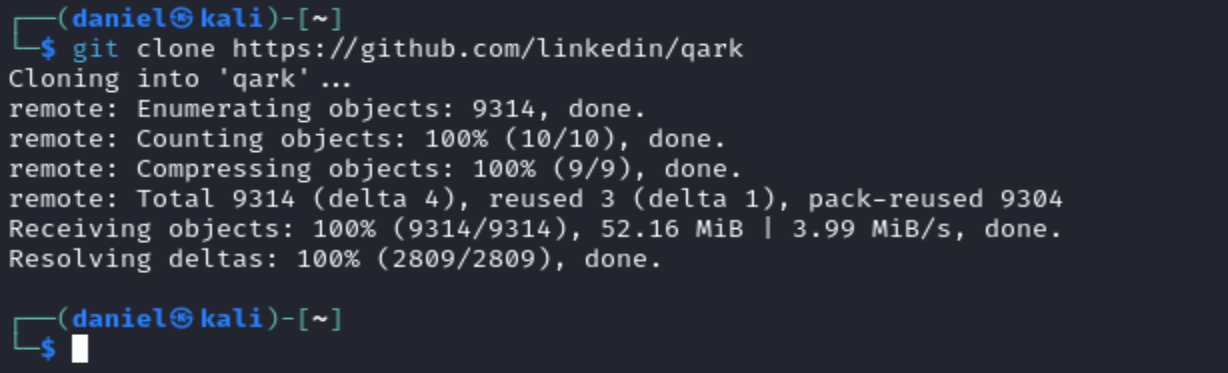 ┌──(daniel㉿kali)-[~]
└─$ git clone https://github.com/linkedin/qark
Cloning into 'qark'...
remote: Enumerating objects: 9314, done.
remote: Counting objects: 100% (10/10), done.
remote: Compressing objects: 100% (9/9), done.
remote: Total 9314 (delta 4), reused 3 (delta 1), pack-reused 9304
Receiving objects: 100% (9314/9314), 52.16 MiB | 3.99 MiB/s, done.
Resolving deltas: 100% (2809/2809), done.
┌──(daniel㉿kali)-[~]
└─$